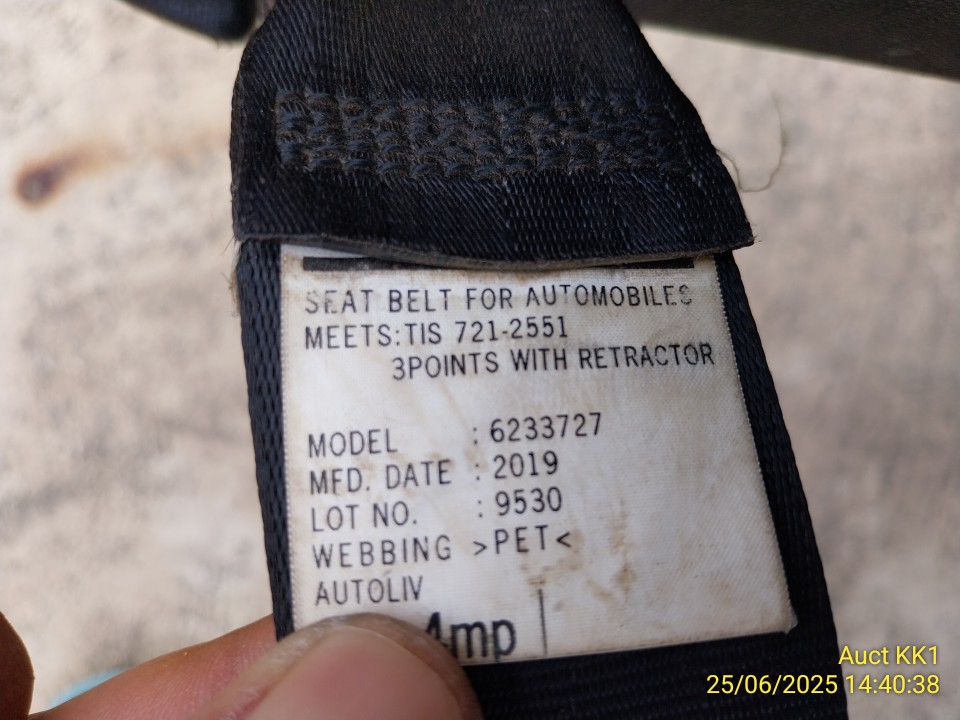 SEAT BELT FOR AUTOMOBILES
MEETS:TIS 721-2551
3POINTS WITH RETRACTOR
MODEL : 6233727
MFD. DATE : 2019
LOT NO. : 9530
WEBBING >PET<
AUTOLIV
4mp
Auct KK1
25/06/2025 14:40:38